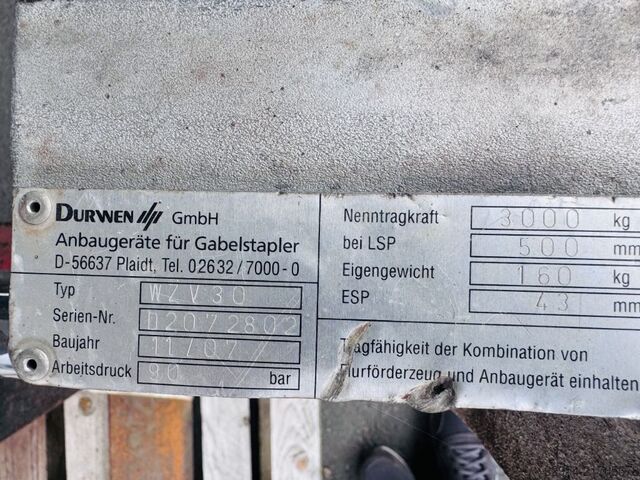 DURWEN GmbH
Anbaugeräte für Gabelstapler
D-56637 Plaidt, Tel. 02632/7000-0
Typ WZV30
Serien-Nr. D2072802
Baujahr 11/07
Arbeitsdruck 90 bar
Nenntragkraft 3000 kg
bei LSP 500 mm
Eigengewicht 160 kg
ESP 43 mm
Tragfähigkeit der Kombination von
Flurförderzeug und Anbaugerät einhalten